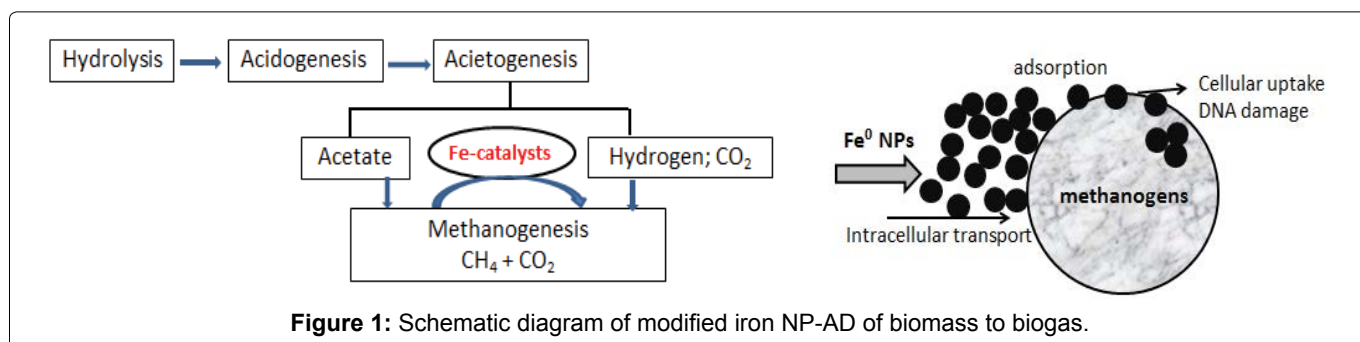 Hydrolysis
Acidogenesis
Acietogenesis
Acetate
Fe-catalysts
Hydrogen; CO₂
Methanogenesis
CH₄ + CO₂
adsorption
Cellular uptake
DNA damage
Fe⁰ NPs
methanogens
Intracellular transport
Figure 1: Schematic diagram of modified iron NP-AD of biomass to biogas.